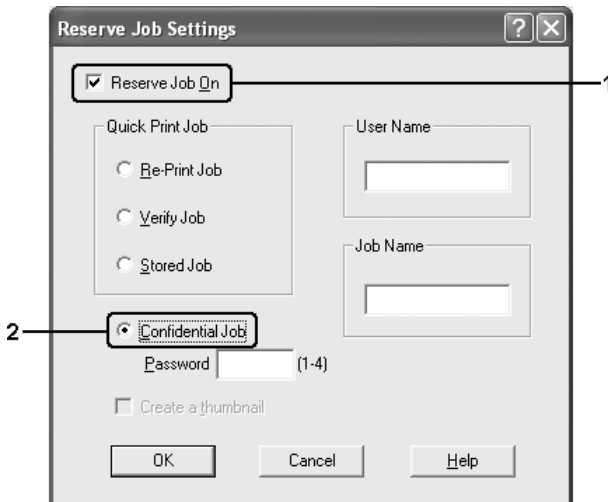 Reserve Job Settings
Reserve Job On
1
Quick Print Job
Re-Print Job
Verify Job
Stored Job
User Name
Job Name
2
Confidential Job
Password (1-4)
Create a thumbnail
OK Cancel Help